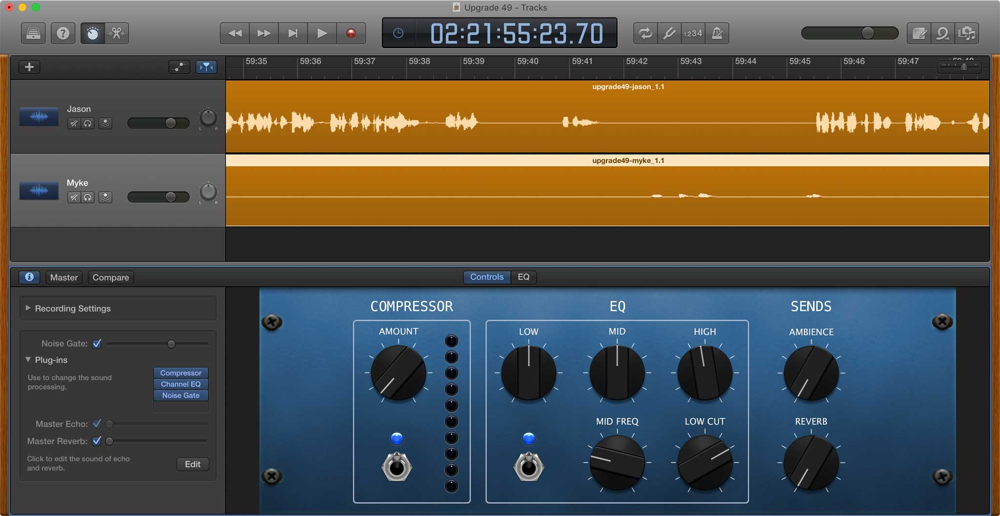 Upgrade 49 - Tracks
?
02:21:55:23.70
1234
59:35 59:36 59:37 59:38 59:39 59:40 59:41 59:42 59:43 59:44 59:45 59:46 59:47 59:48
upgrade49-jason_1.1
Jason
L R
upgrade49-myke_1.1
Myke
L R
i Master Compare Controls EQ
Recording Settings
Noise Gate:
Plug-ins
Use to change the sound
processing.
Compressor
Channel EQ
Noise Gate
Master Echo:
Master Reverb:
Click to edit the sound of echo
and reverb.
Edit
COMPRESSOR EQ SENDS
AMOUNT LOW MID HIGH AMBIENCE
MID FREQ LOW CUT REVERB